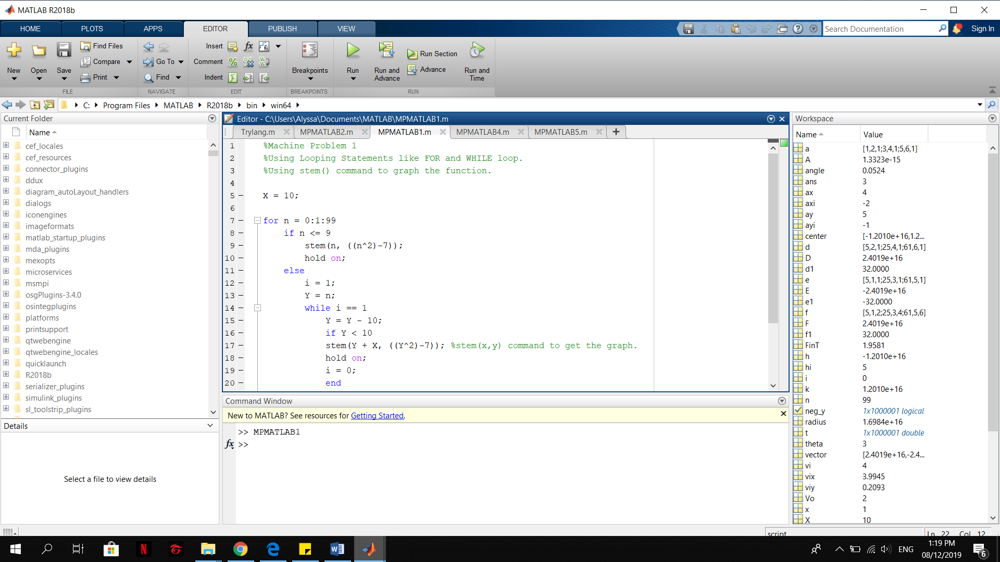 MATLAB R2018b
HOME PLOTS APPS EDITOR PUBLISH VIEW
Search Documentation
Sign In
New Open Save
Find Files
Compare
Print
FILE
Go To
Find
NAVIGATE
Insert fx fi
Comment % %
Indent
EDIT
Breakpoints
BREAKPOINTS
Run
Run and Advance
Run Section
Advance
Run and Time
RUN
C: Program Files MATLAB R2018b bin win64
Current Folder
Name
cef_locales
cef_resources
connector_plugins
ddux
diagram_autoLayout_handlers
dialogs
iconengines
imageformats
matlab_startup_plugins
mda_plugins
mexopts
microservices
msmpi
osgPlugins-3.4.0
osintegplugins
platforms
printsupport
qtwebengine
qtwebengine_locales
quicklaunch
R2018b
serializer_plugins
simulink_plugins
sl_toolstrip_plugins
Details
Select a file to view details
Editor - C:\Users\Alyssa\Documents\MATLAB\MPMATLAB1.m
Trylang.m MPMATLAB2.m MPMATLAB1.m MPMATLAB4.m MPMATLAB5.m
1 %Machine Problem 1
2 %Using Looping Statements like FOR and WHILE loop.
3 %Using stem() command to graph the function.
4
5 X = 10;
6
7 for n = 0:1:99
8 if n <= 9
9 stem(n, ((n^2)-7));
10 hold on;
11 else
12 i = 1;
13 Y = n;
14 while i == 1
15 Y = Y - 10;
16 if Y < 10
17 stem(Y + X, ((Y^2)-7)); %stem(x,y) command to get the graph.
18 hold on;
19 i = 0;
20 end
Command Window
New to MATLAB? See resources for Getting Started.
>> MPMATLAB1
fx >>
Workspace
Name Value
a [1,2,1;3,4,1;5,6,1]
A 1.3323e-15
angle 0.0524
ans 3
ax 4
axi -2
ay 5
ayi -1
center [-1.2010e+16,1.2...
d [5,2,1;25,4,1;61,6,1]
D 2.4019e+16
d1 32.0000
e [5,1,1;25,3,1;61,5,1]
E -2.4019e+16
e1 -32.0000
f [5,1,2;25,3,4;61,5,6]
F 2.4019e+16
f1 32.0000
FinT 1.9581
h -1.2010e+16
hi 5
i 0
k 1.2010e+16
n 99
neg_y 1x1000001 logical
radius 1.6984e+16
t 1x1000001 double
theta 3
vector [2.4019e+16,-2.4...
vi 4
vix 3.9945
viy 0.2093
Vo 2
x 1
X 10
script Ln 22 Col 12
ENG
1:19 PM
08/12/2019
6